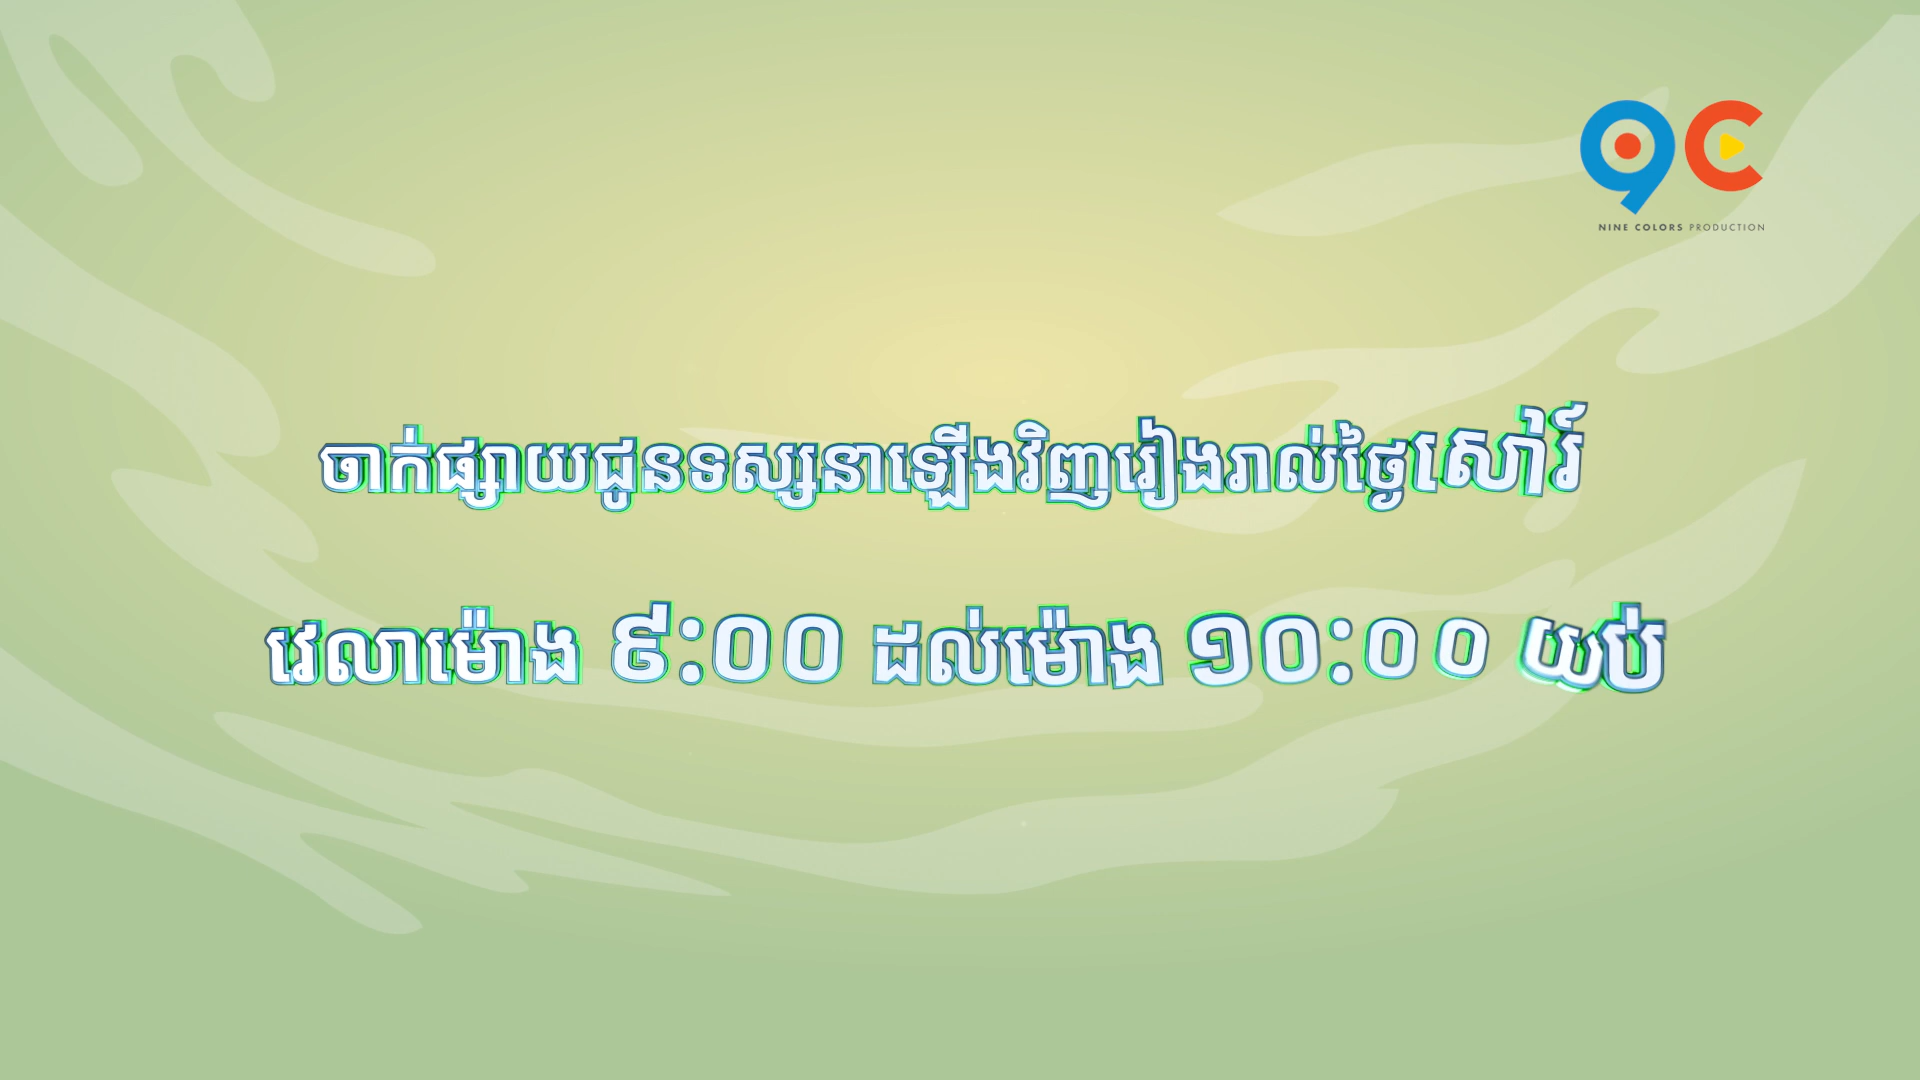 9C
NINE COLORS PRODUCTION
ចាក់ផ្សាយជូនទស្សនាឡើងវិញរៀងរាល់ថ្ងៃសៅរ៍
វេលាម៉ោង ៩:០០ ដល់ម៉ោង ១០:០០ យប់